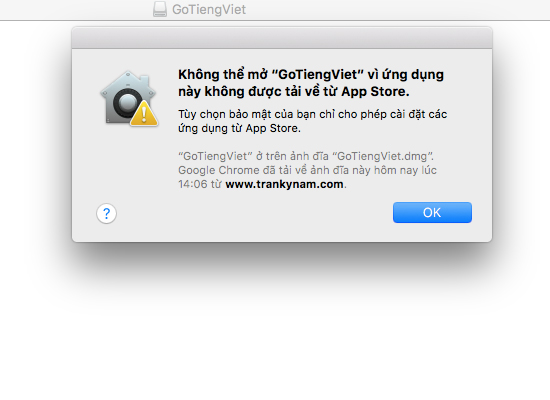 GoTiengViet
Không thể mở “GoTiengViet” vì ứng dụng
này không được tải về từ App Store.
Tùy chọn bảo mật của bạn chỉ cho phép cài đặt các
ứng dụng từ App Store.
“GoTiengViet” ở trên ảnh đĩa “GoTiengViet.dmg”.
Google Chrome đã tải về ảnh đĩa này hôm nay lúc
14:06 từ www.trankynam.com.
?
OK